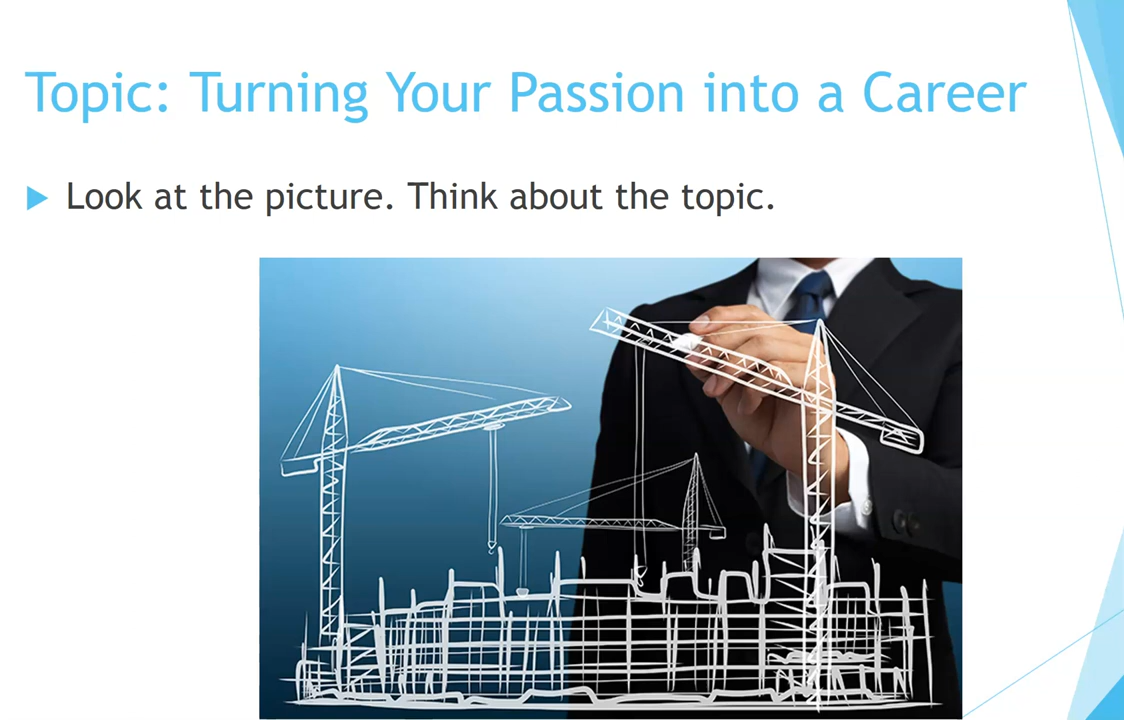 Topic: Turning Your Passion into a Career
Look at the picture. Think about the topic.